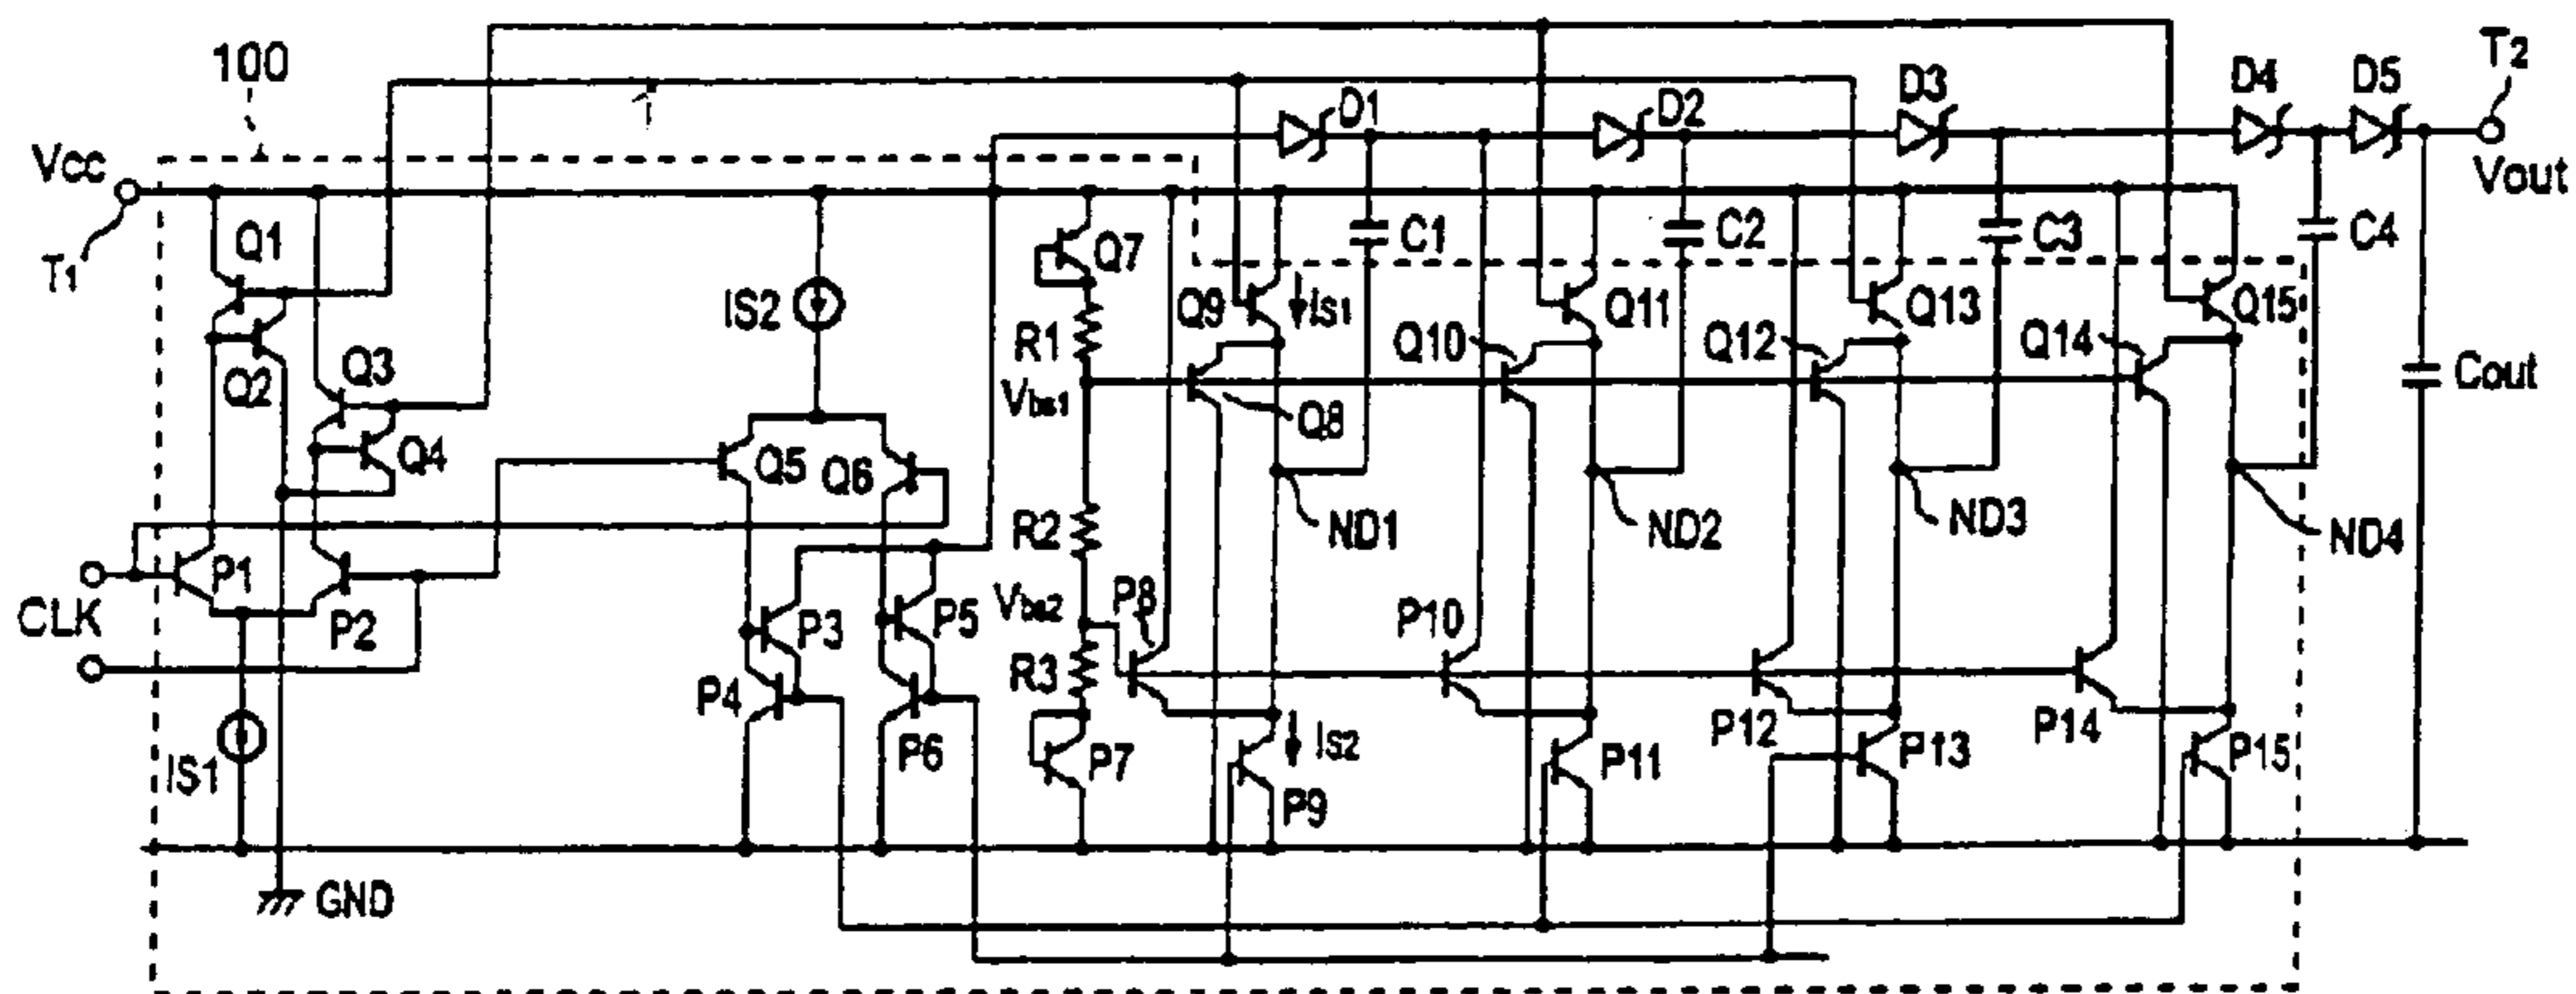 100
T2
D1
D2
D3
D4
D5
Vcc
Vout
T1
Q1
Q7
C1
C2
C3
C4
IS2
Q9
Is1
Q11
Q13
Q15
Q2
Q3
R1
Q10
Q12
Q14
Cout
Vbs1
Q8
Q4
Q5
Q6
R2
ND1
ND2
ND3
ND4
P1
CLK
P2
P3
P5
Vbs2
P8
P10
P4
R3
P12
P14
IS1
P6
P7
Is2
P9
P11
P13
P15
GND